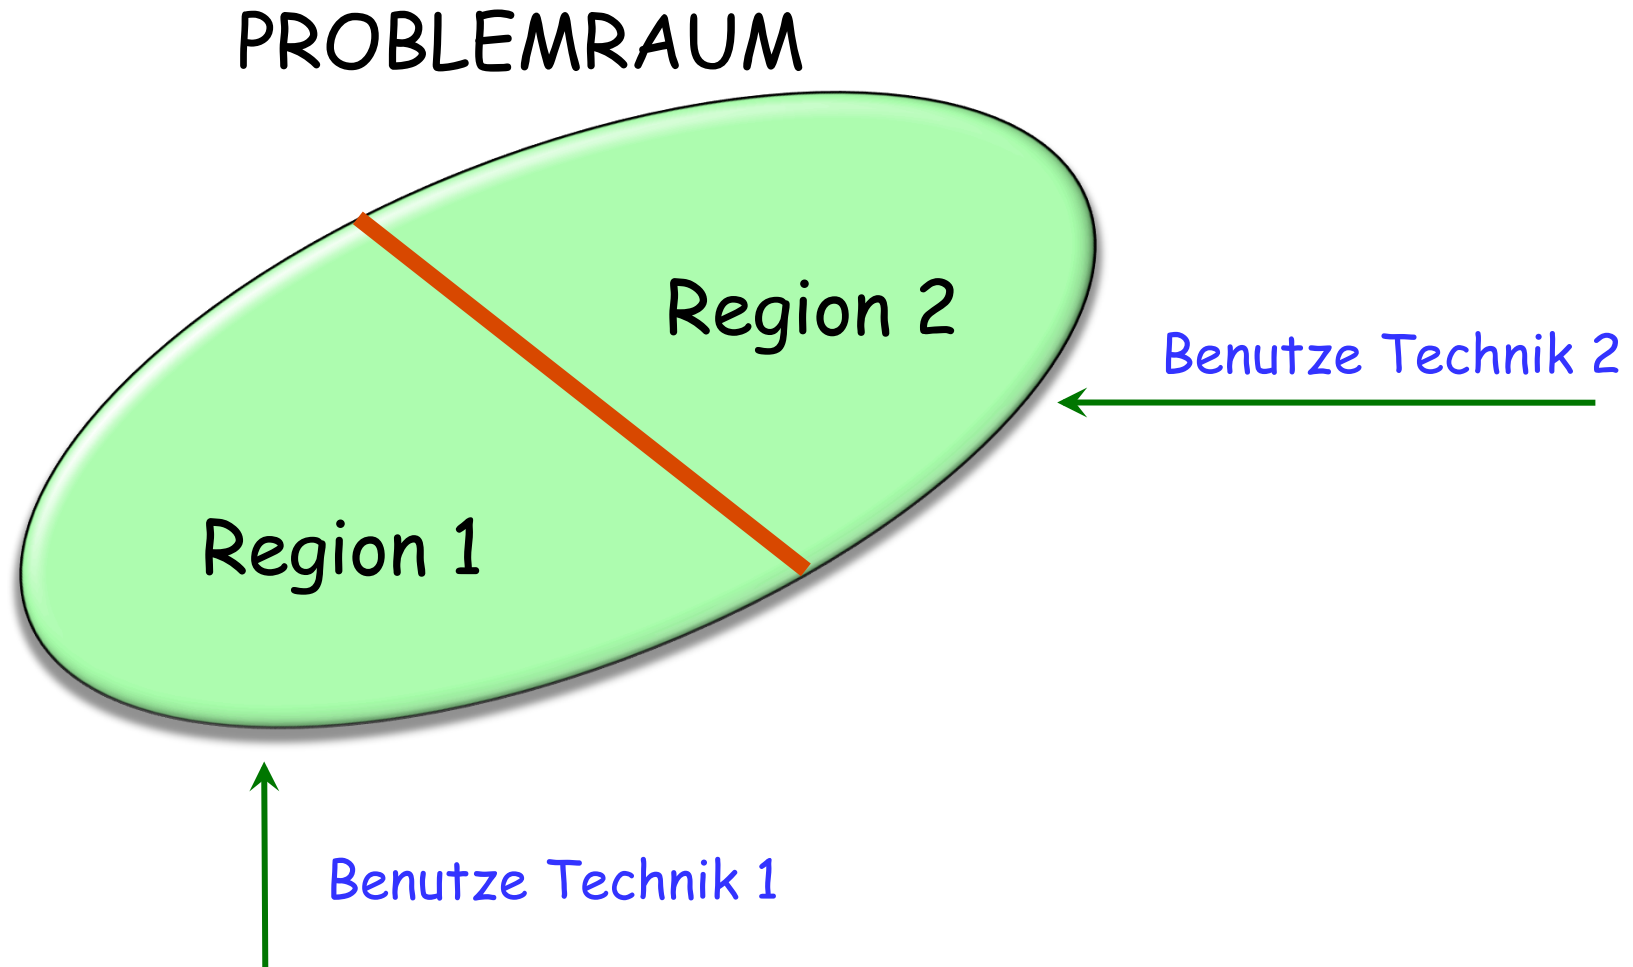 PROBLEMRAUM
Region 2
Benutze Technik 2
Region 1
Benutze Technik 1